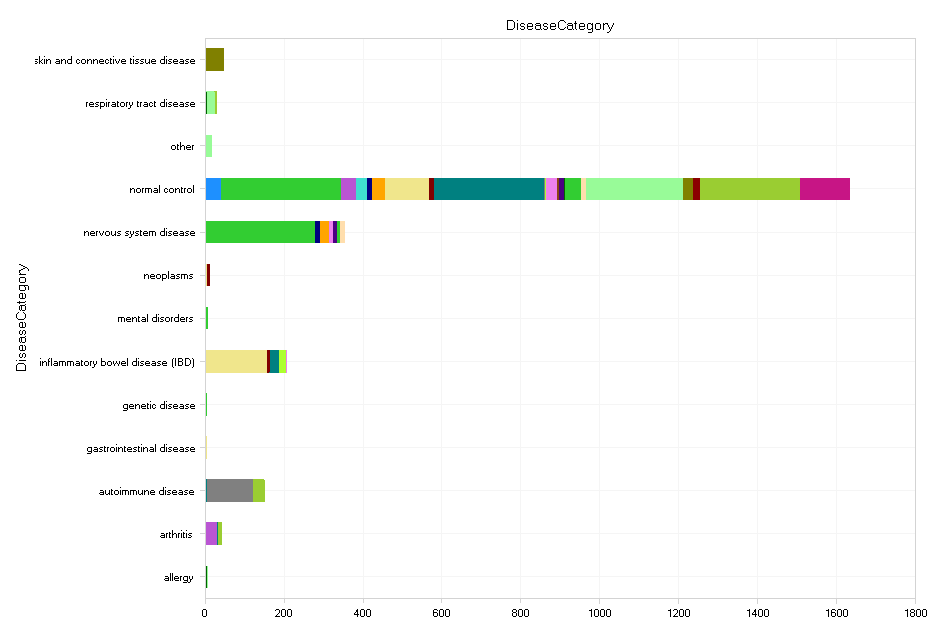 DiseaseCategory
skin and connective tissue disease
respiratory tract disease
other
normal control
nervous system disease
neoplasms
mental disorders
inflammatory bowel disease (IBD)
genetic disease
gastrointestinal disease
autoimmune disease
arthritis
allergy
DiseaseCategory
0 200 400 600 800 1000 1200 1400 1600 1800